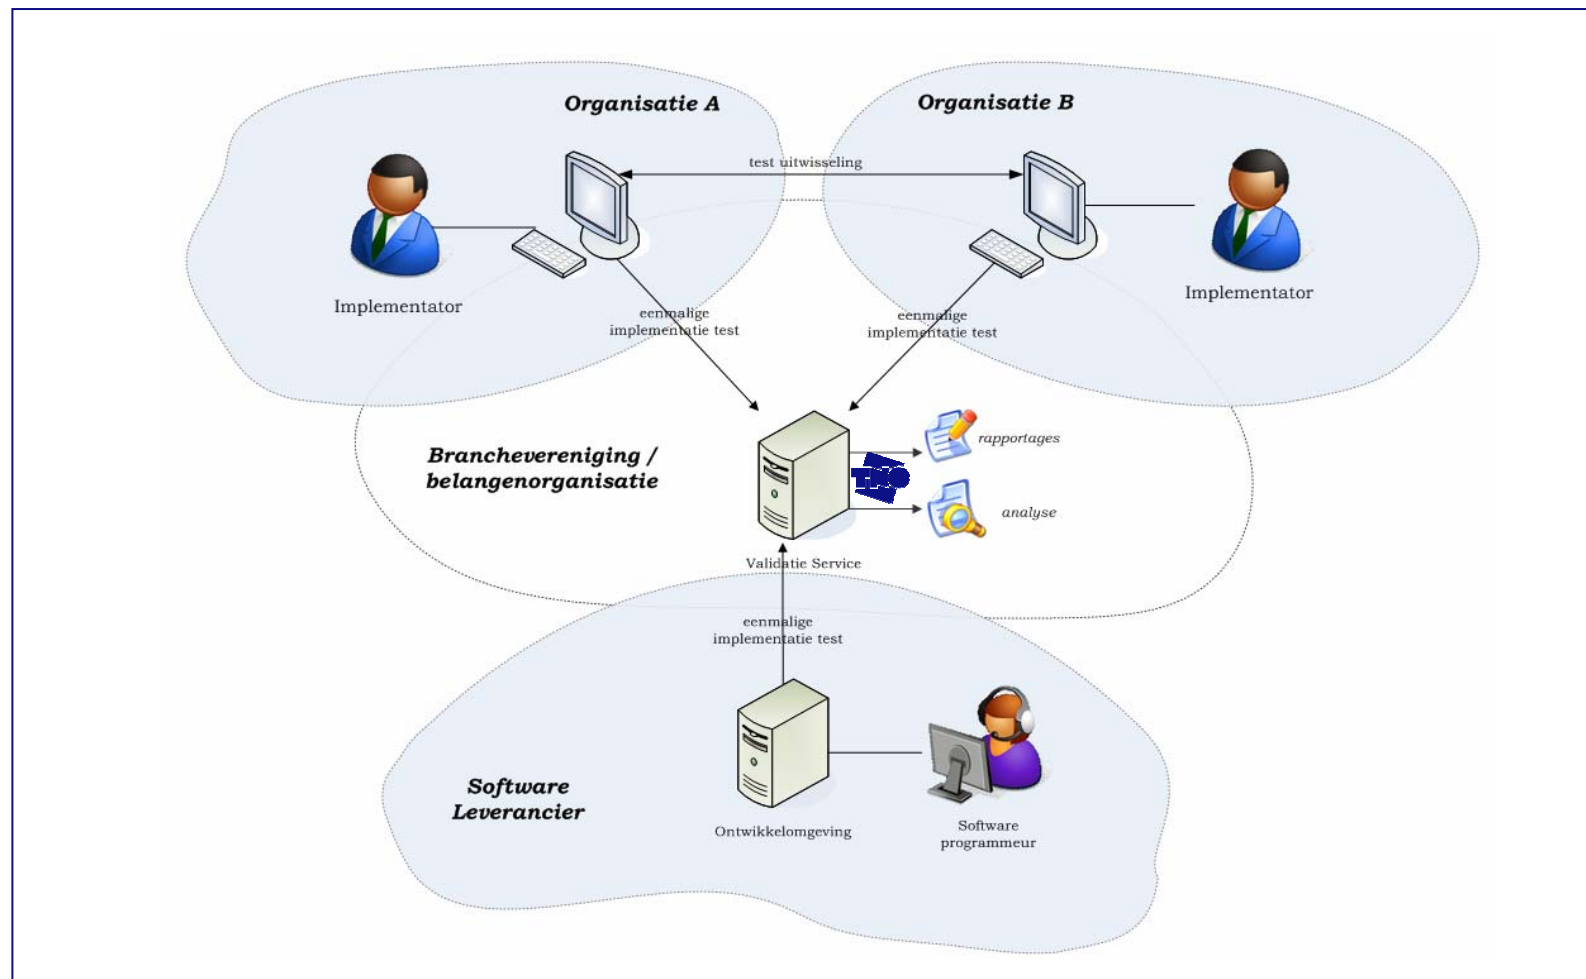 Organisatie A
Organisatie B
test uitwisseling
Implementator
Implementator
eenmalige
implementatie test
eenmalige
implementatie test
Branchevereniging /
belangenorganisatie
TNO
rapportages
analyse
Validatie Service
eenmalige
implementatie test
Software
Leverancier
Ontwikkelomgeving
Software
programmeur